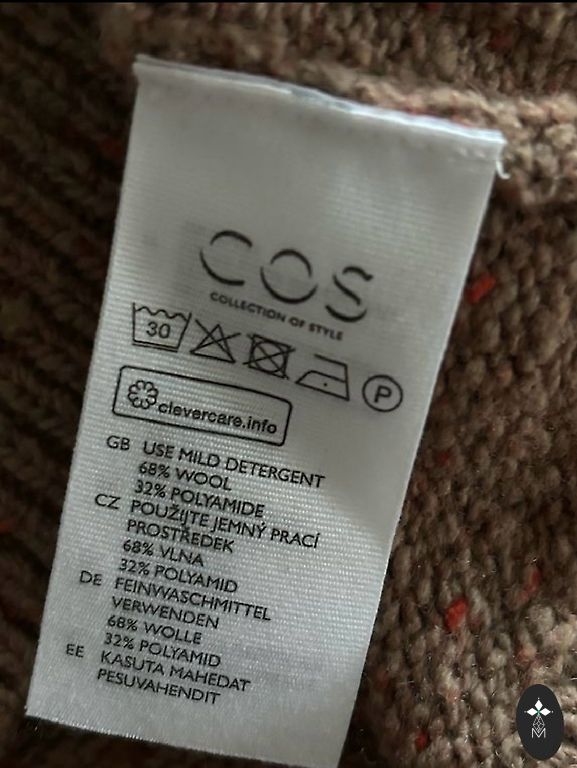 COS
COLLECTION OF STYLE
30
P
clevercare.info
GB USE MILD DETERGENT
68% WOOL
32% POLYAMIDE
CZ POUŽIJTE JEMNÝ PRACÍ
PROSTŘEDEK
68% VLNA
32% POLYAMID
DE FEINWASCHMITTEL
VERWENDEN
68% WOLLE
32% POLYAMID
EE KASUTA MAHEDAT
PESUVAHENDIT
M